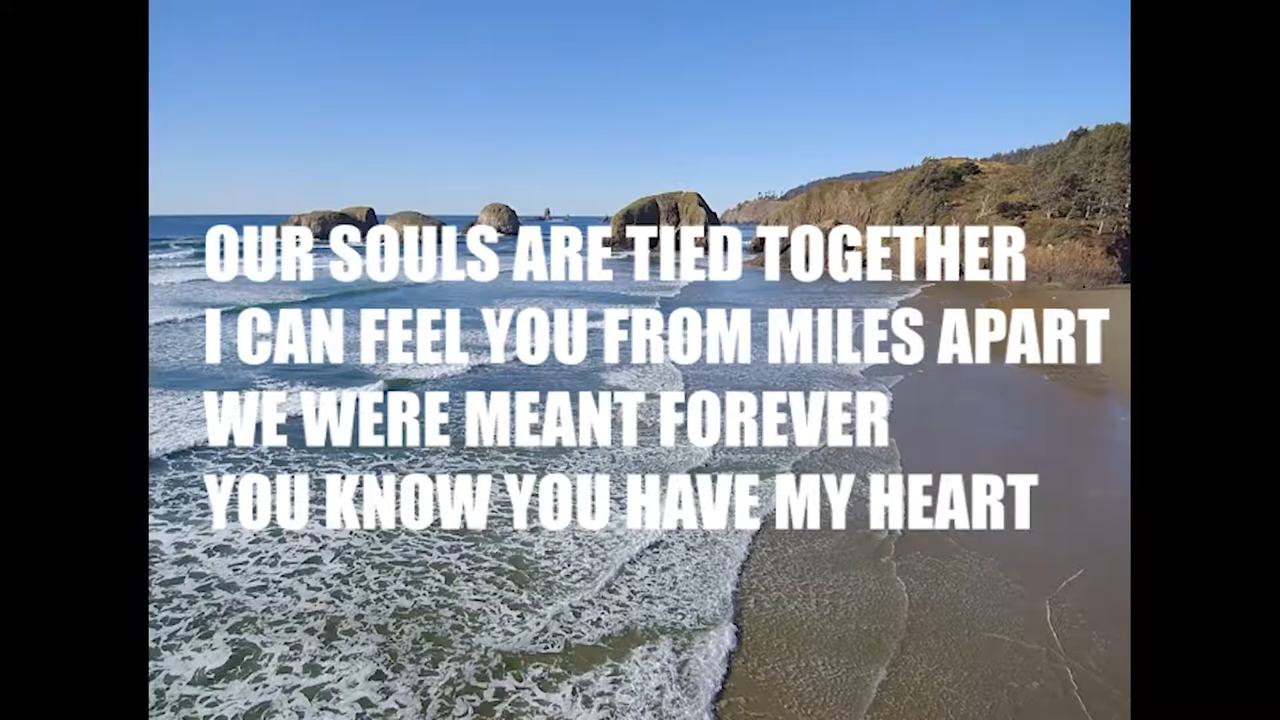 OUR SOULS ARE TIED TOGETHER
I CAN FEEL YOU FROM MILES APART
WE WERE MEANT FOREVER
YOU KNOW YOU HAVE MY HEART